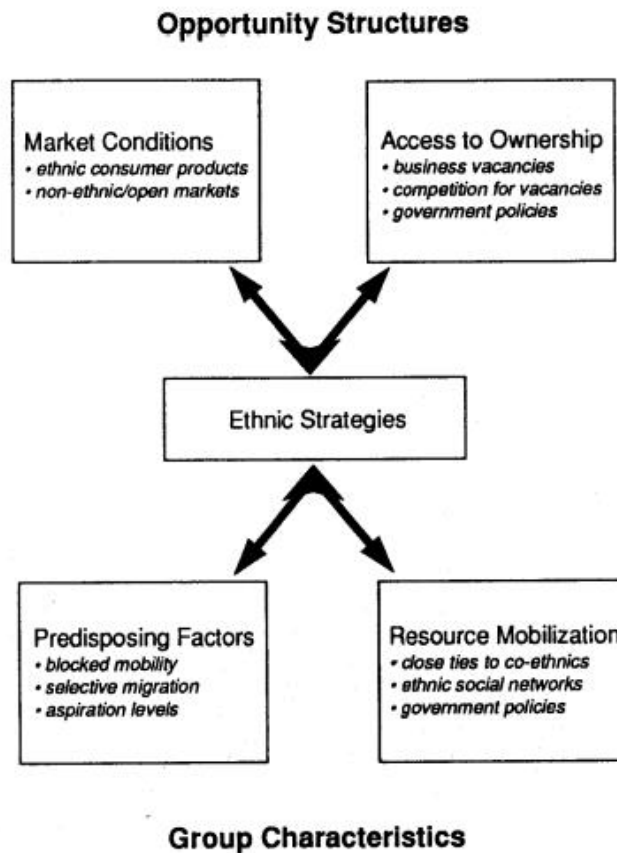 Opportunity Structures
Market Conditions
• ethnic consumer products
• non-ethnic/open markets
Access to Ownership
• business vacancies
• competition for vacancies
• government policies
Ethnic Strategies
Predisposing Factors
• blocked mobility
• selective migration
• aspiration levels
Resource Mobilization
• close ties to co-ethnics
• ethnic social networks
• government policies
Group Characteristics